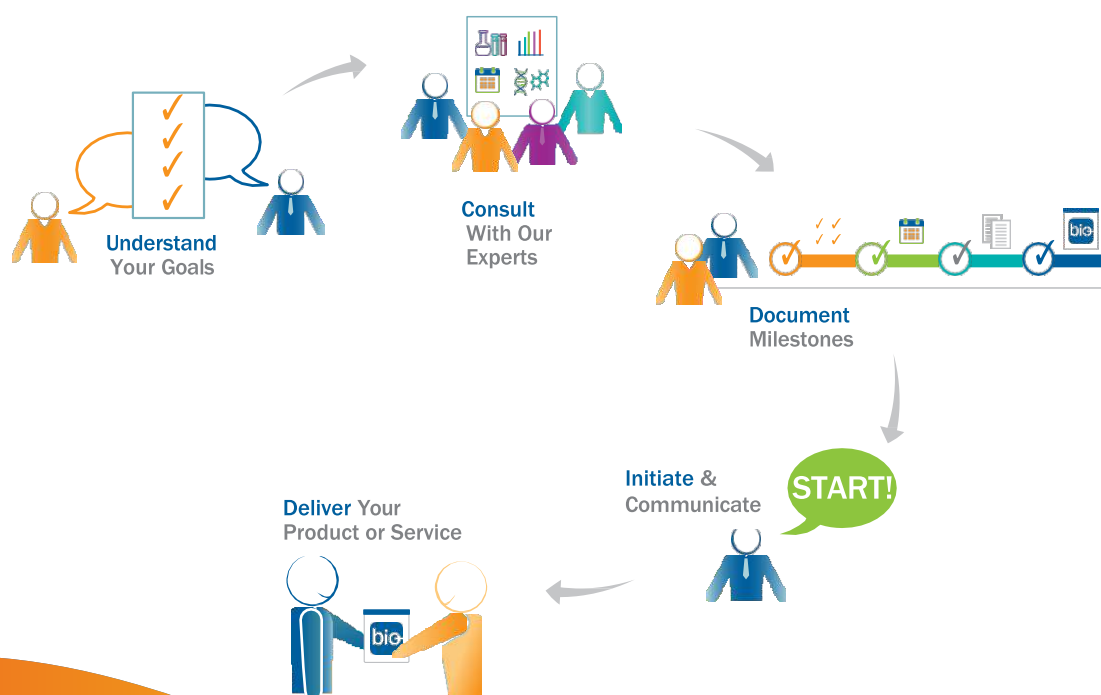 Understand
Your Goals
Consult
With Our
Experts
bio
Document
Milestones
START!
Initiate &
Communicate
Deliver Your
Product or Service
bio